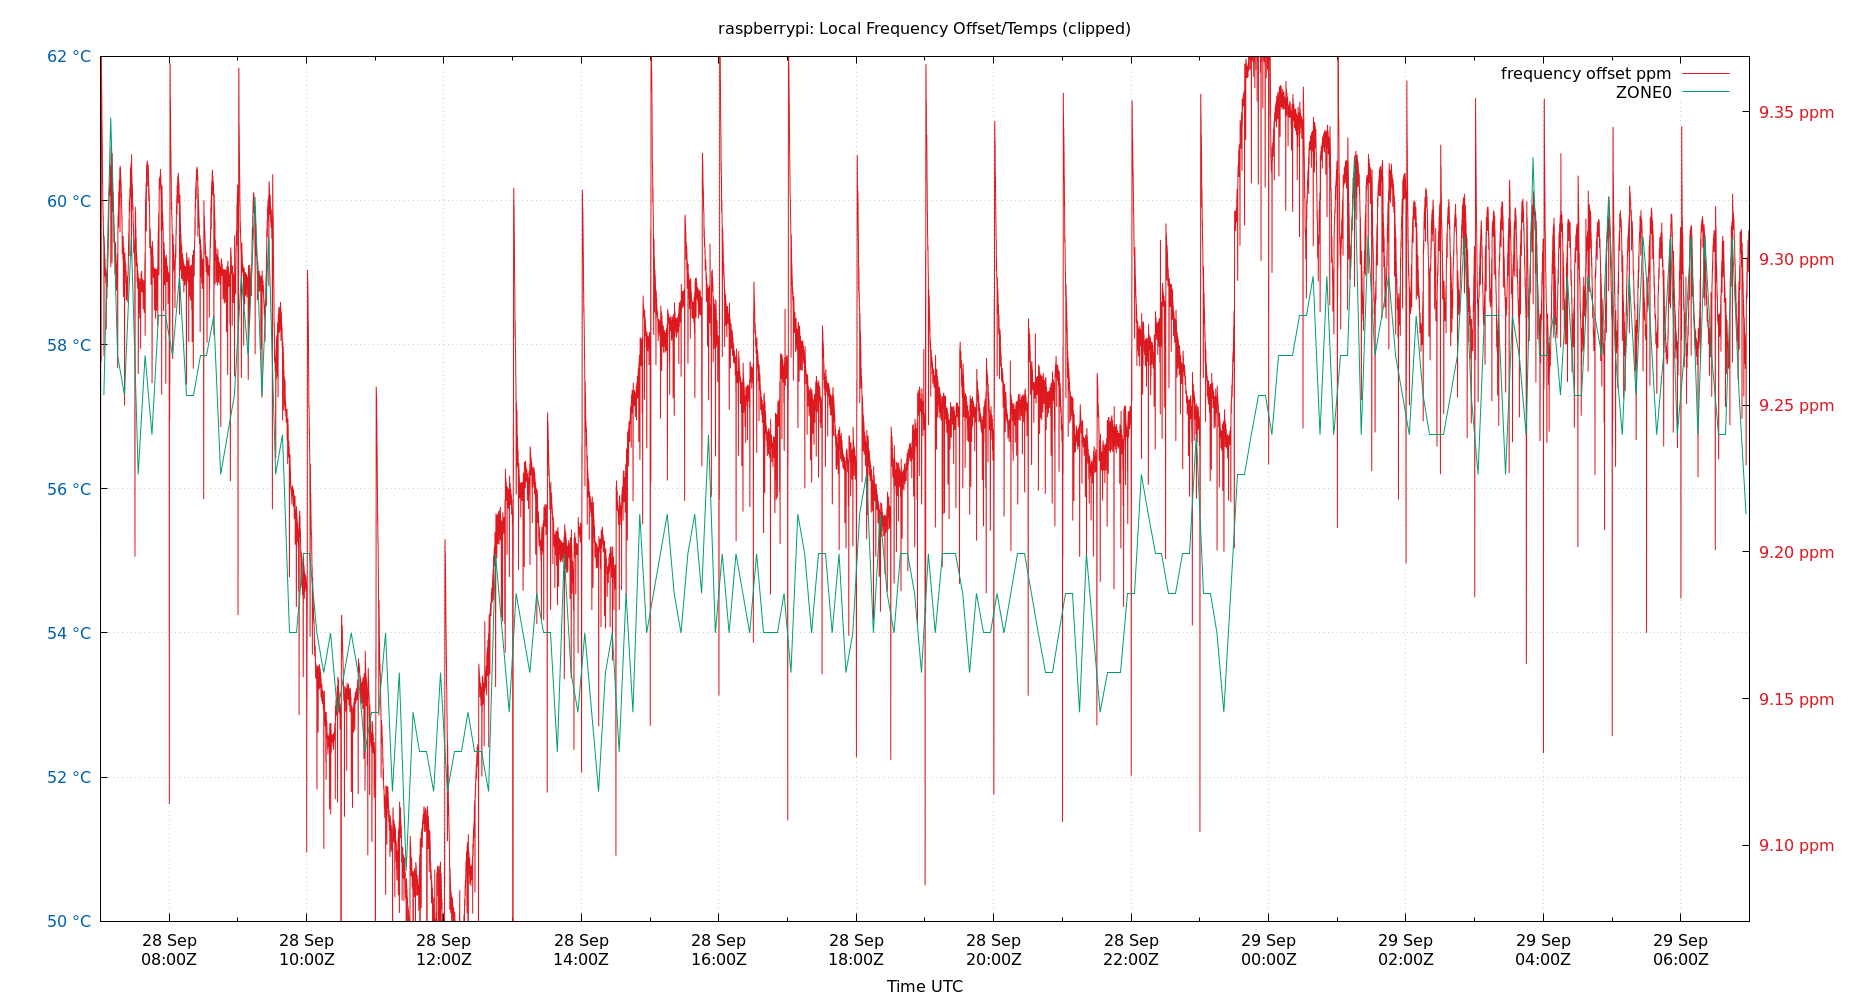 raspberrypi: Local Frequency Offset/Temps (clipped)
frequency offset ppm
ZONE0
62 °C
60 °C
58 °C
56 °C
54 °C
52 °C
50 °C
9.35 ppm
9.30 ppm
9.25 ppm
9.20 ppm
9.15 ppm
9.10 ppm
28 Sep 28 Sep 28 Sep 28 Sep 28 Sep 28 Sep 28 Sep 28 Sep 29 Sep 29 Sep 29 Sep 29 Sep
08:00Z 10:00Z 12:00Z 14:00Z 16:00Z 18:00Z 20:00Z 22:00Z 00:00Z 02:00Z 04:00Z 06:00Z
Time UTC